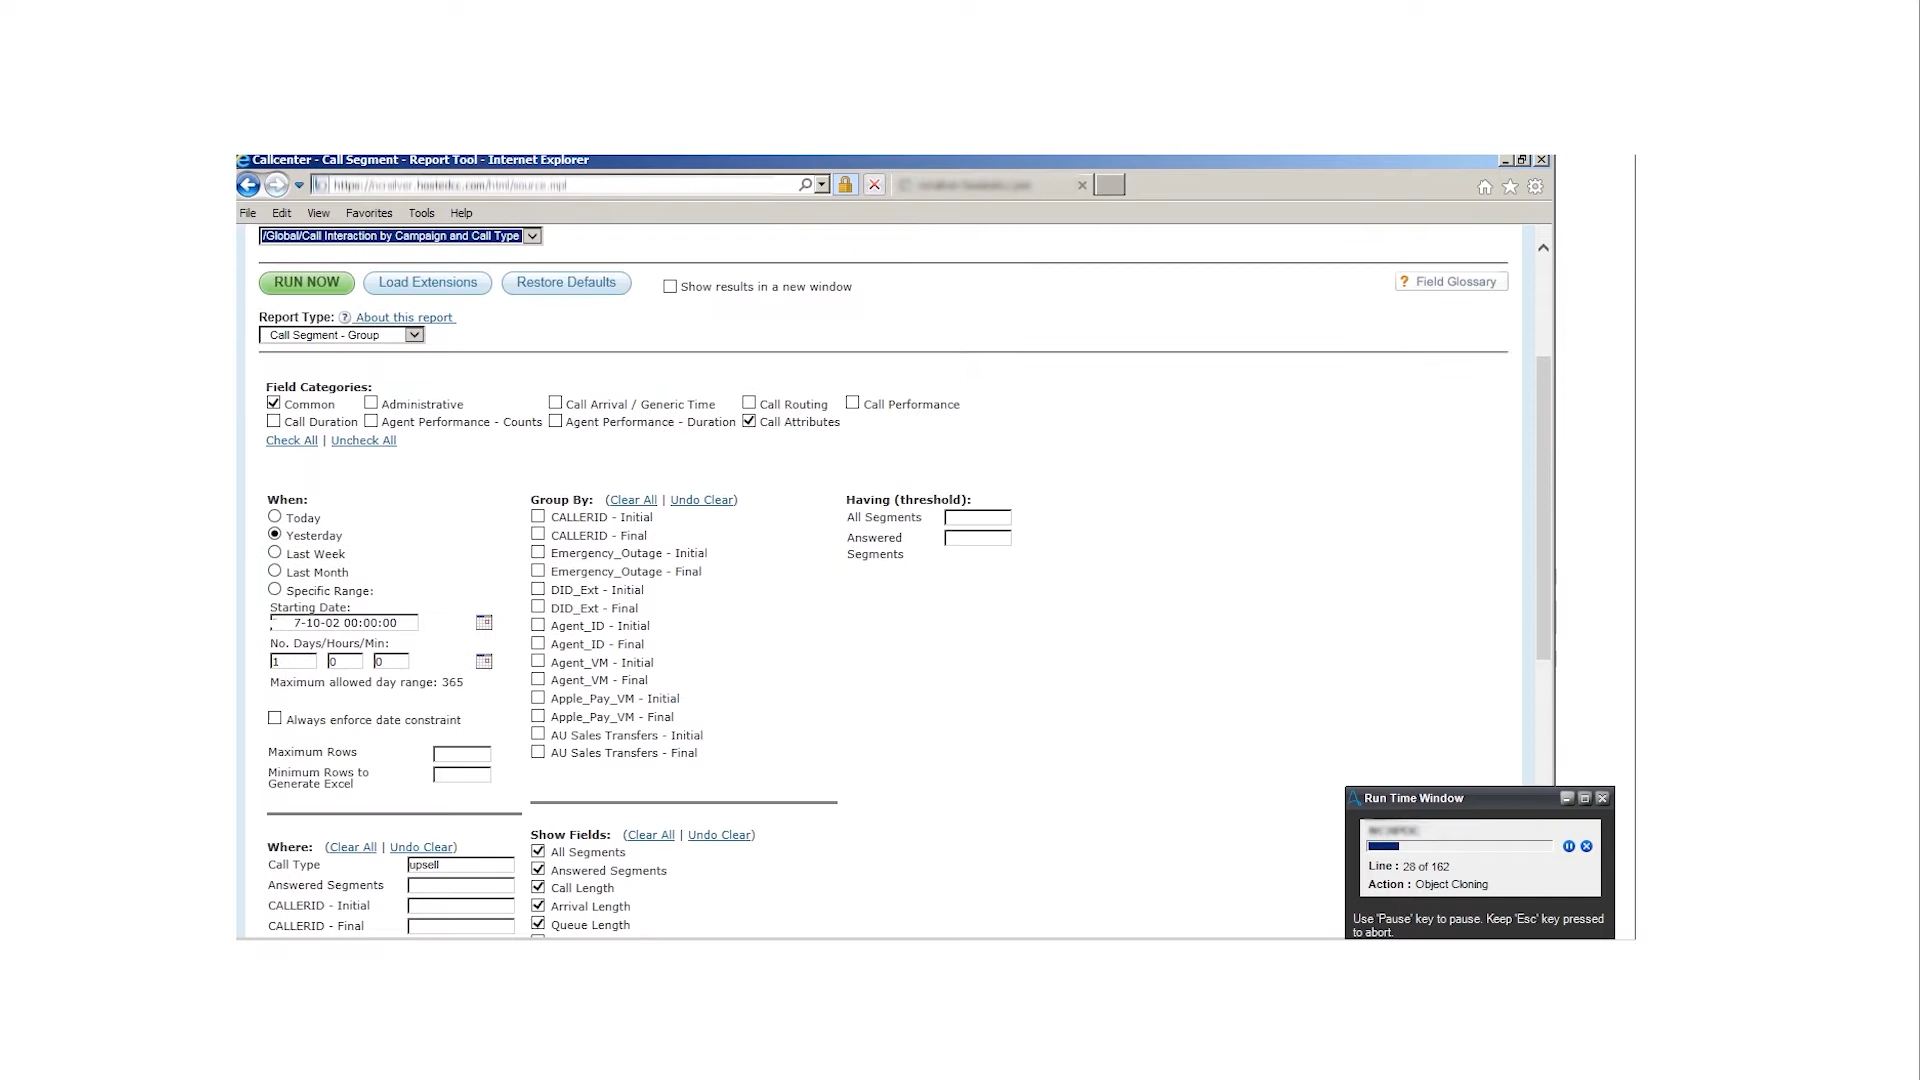 Callcenter - Call Segment - Report Tool - Internet Explorer
File Edit View Favorites Tools Help
/Global/Call Interaction by Campaign and Call Type
RUN NOW Load Extensions Restore Defaults Show results in a new window ? Field Glossary
Report Type: ? About this report
Call Segment - Group
Field Categories:
Common Administrative Call Arrival / Generic Time Call Routing Call Performance
Call Duration Agent Performance - Counts Agent Performance - Duration Call Attributes
Check All | Uncheck All
When:
Today
Yesterday
Last Week
Last Month
Specific Range:
Starting Date:
7-10-02 00:00:00
No. Days/Hours/Min:
1 0 0
Maximum allowed day range: 365
Always enforce date constraint
Maximum Rows
Minimum Rows to
Generate Excel
Group By: (Clear All | Undo Clear)
CALLERID - Initial
CALLERID - Final
Emergency_Outage - Initial
Emergency_Outage - Final
DID_Ext - Initial
DID_Ext - Final
Agent_ID - Initial
Agent_ID - Final
Agent_VM - Initial
Agent_VM - Final
Apple_Pay_VM - Initial
Apple_Pay_VM - Final
AU Sales Transfers - Initial
AU Sales Transfers - Final
Having (threshold):
All Segments
Answered
Segments
Where: (Clear All | Undo Clear)
Call Type upsell
Answered Segments
CALLERID - Initial
CALLERID - Final
Show Fields: (Clear All | Undo Clear)
All Segments
Answered Segments
Call Length
Arrival Length
Queue Length
Run Time Window
Line : 28 of 162
Action : Object Cloning
Use 'Pause' key to pause. Keep 'Esc' key pressed
to abort.